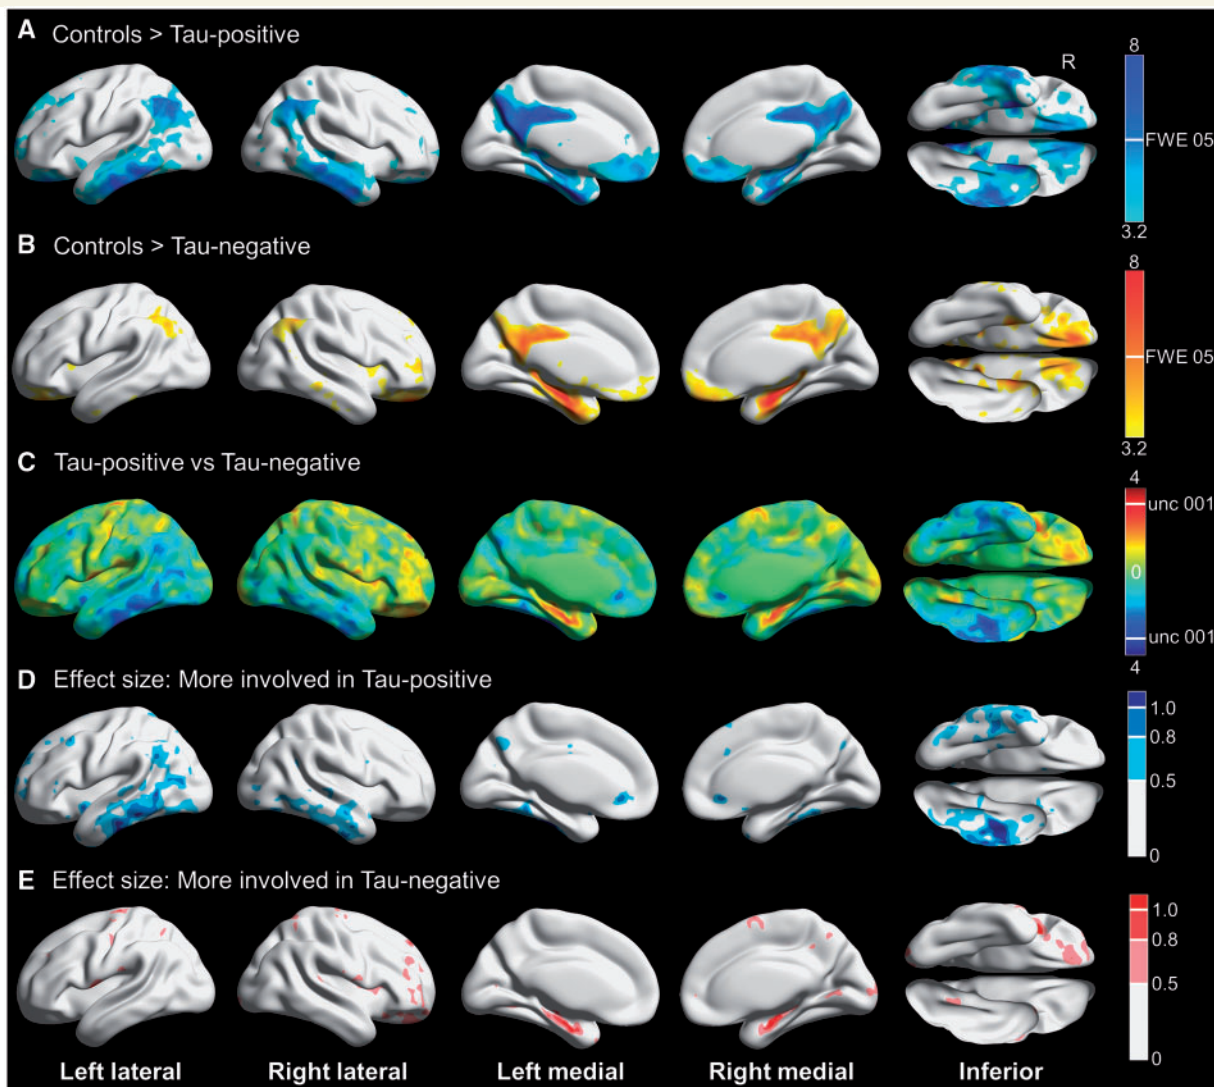 A Controls > Tau-positive
R
8
FWE 05
3.2
B Controls > Tau-negative
8
FWE 05
3.2
C Tau-positive vs Tau-negative
4
unc 001
0
unc 001
4
D Effect size: More involved in Tau-positive
1.0
0.8
0.5
0
E Effect size: More involved in Tau-negative
1.0
0.8
0.5
0
Left lateral Right lateral Left medial Right medial Inferior